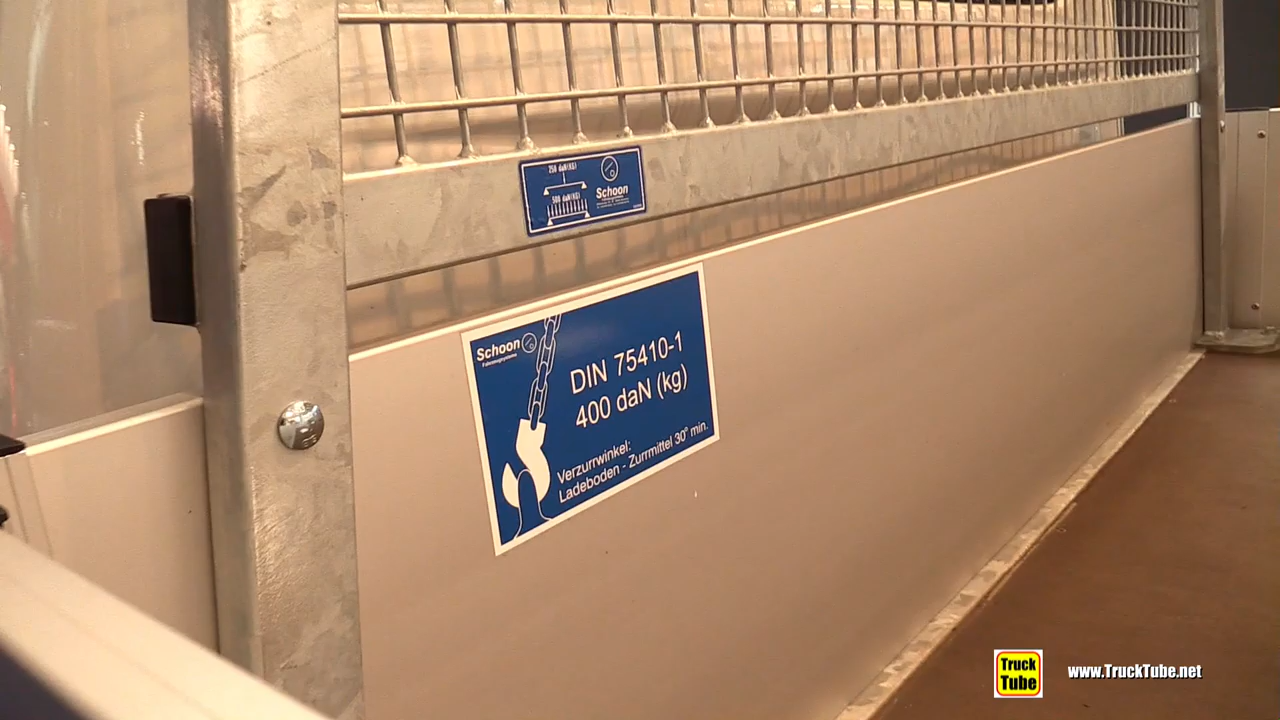 250 daN(KG)
500 daN(KG)
Schoon
Schoon
Fahrzeugsysteme
DIN 75410-1
400 daN (kg)
Verzurrwinkel:
Ladeboden - Zurrmittel 30° min.
Truck
Tube
www.TruckTube.net